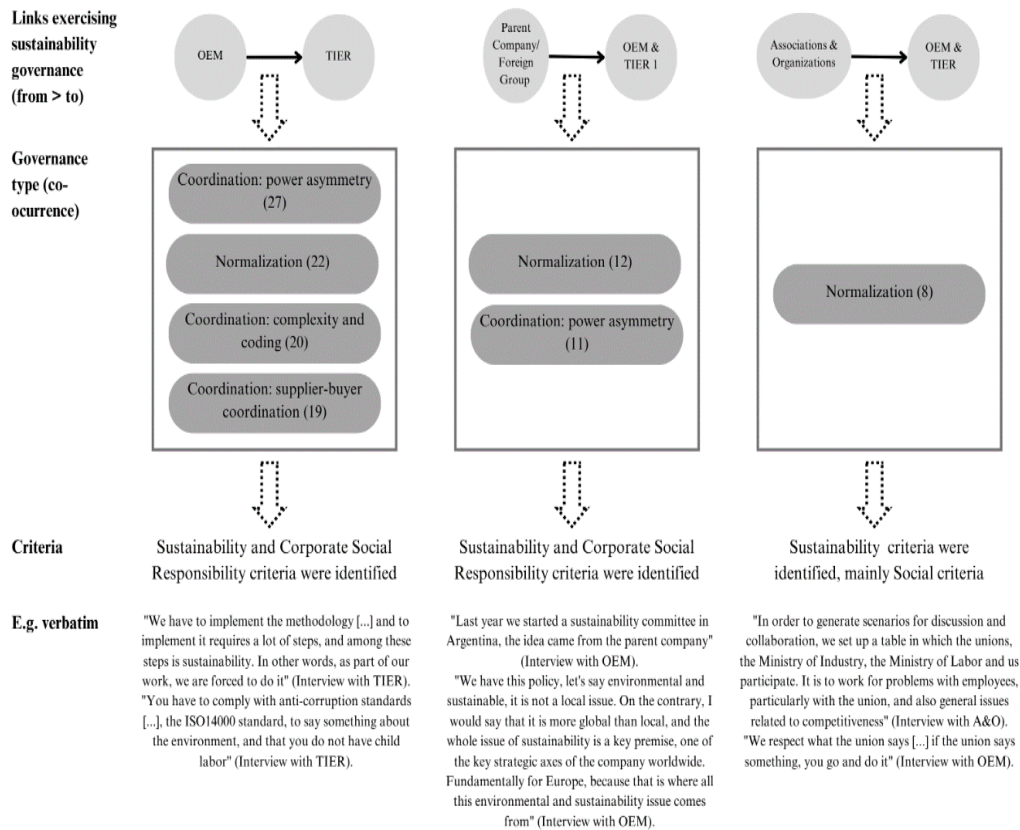 Links exercising
sustainability
governance
(from > to)
OEM
TIER
Parent
Company/
Foreign
Group
OEM &
TIER 1
Associations &
Organizations
OEM &
TIER
Governance
type (co-
ocurrence)
Coordination: power asymmetry
(27)
Normalization (22)
Coordination: complexity and
coding (20)
Coordination: supplier-buyer
coordination (19)
Normalization (12)
Coordination: power asymmetry
(11)
Normalization (8)
Criteria
Sustainability and Corporate Social
Responsibility criteria were identified
Sustainability and Corporate Social
Responsibility criteria were identified
Sustainability criteria were
identified, mainly Social criteria
E.g. verbatim
"We have to implement the methodology [...] and to
implement it requires a lot of steps, and among these
steps is sustainability. In other words, as part of our
work, we are forced to do it" (Interview with TIER).
"You have to comply with anti-corruption standards
[...], the ISO14000 standard, to say something about
the environment, and that you do not have child
labor" (Interview with TIER).
"Last year we started a sustainability committee in
Argentina, the idea came from the parent company"
(Interview with OEM).
"We have this policy, let's say environmental and
sustainable, it is not a local issue. On the contrary, I
would say that it is more global than local, and the
whole issue of sustainability is a key premise, one of
the key strategic axes of the company worldwide.
Fundamentally for Europe, because that is where all
this environmental and sustainability issue comes
from" (Interview with OEM).
"In order to generate scenarios for discussion and
collaboration, we set up a table in which the unions,
the Ministry of Industry, the Ministry of Labor and us
participate. It is to work for problems with employees,
particularly with the union, and also general issues
related to competitiveness" (Interview with A&O).
"We respect what the union says [...] if the union says
something, you go and do it" (Interview with OEM).